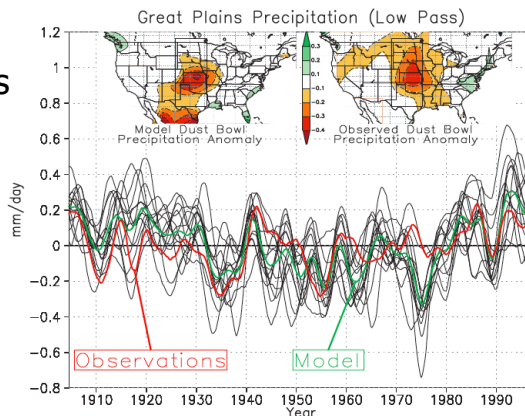 Great Plains Precipitation (Low Pass)
s
1.2
1
0.8
0.6
0.4
0.2
0
-0.2
-0.4
-0.6
-0.8
mm/day
0.3
0.2
0.1
-0.1
-0.2
-0.3
-0.4
Model Dust Bowl
Precipitation Anomaly
Observed Dust Bowl
Precipitation Anomaly
Observations
Model
1910 1920 1930 1940 1950 1960 1970 1980 1990
Year